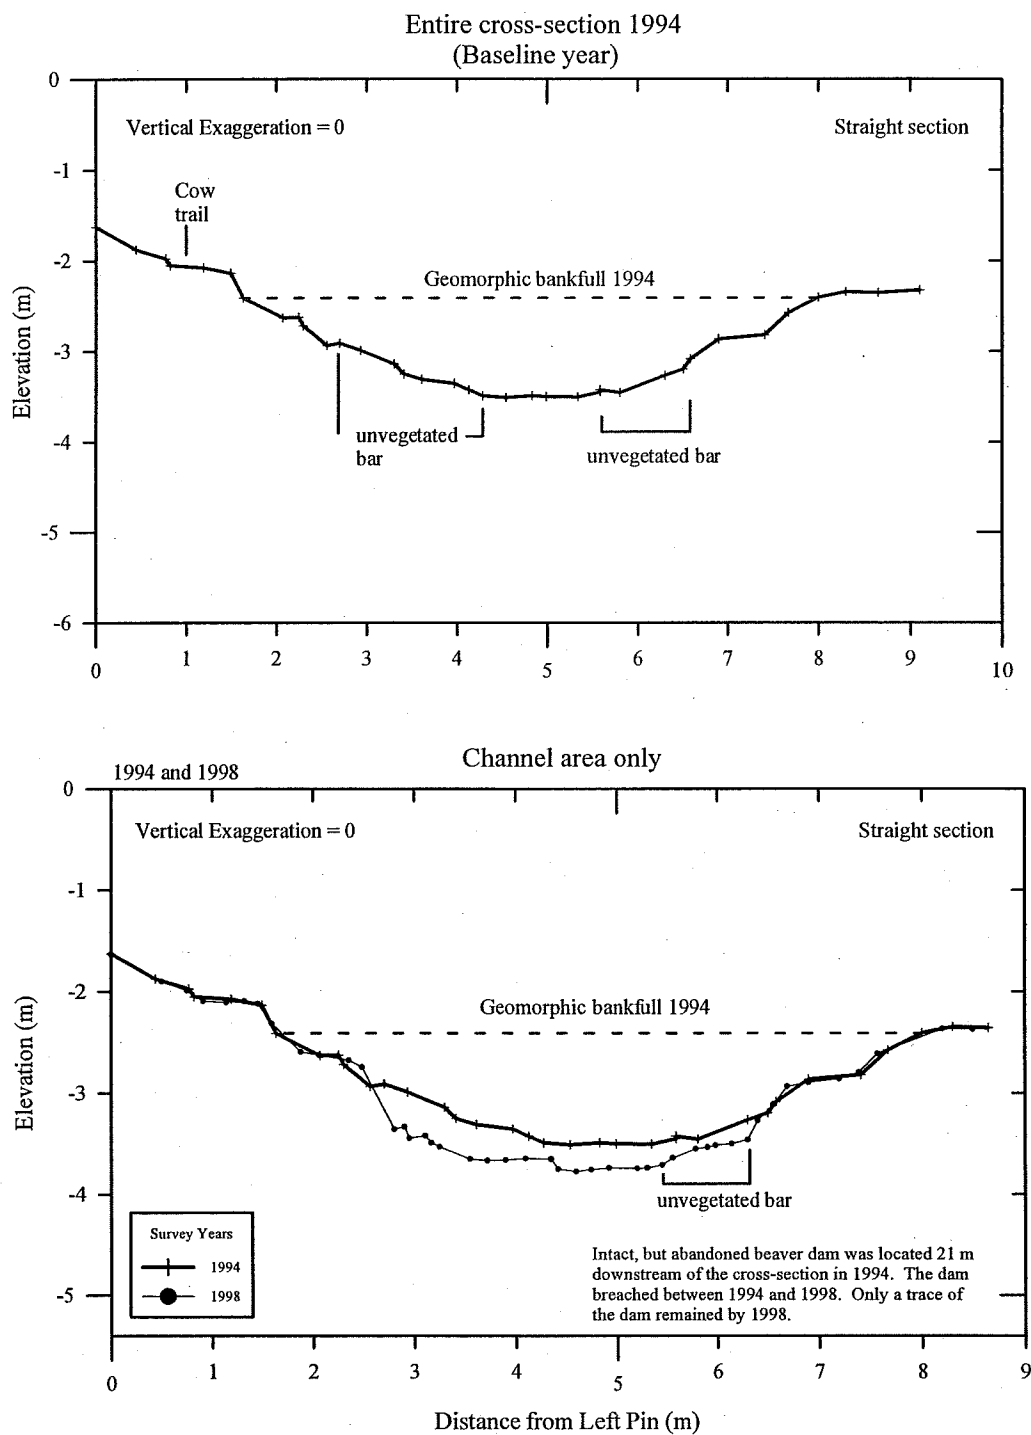 Entire cross-section 1994
(Baseline year)
0
Vertical Exaggeration = 0
Straight section
-1
Cow
trail
-2
Geomorphic bankfull 1994
Elevation (m)
-3
unvegetated
bar
unvegetated bar
-4
-5
-6
0 1 2 3 4 5 6 7 8 9 10
Channel area only
1994 and 1998
0
Vertical Exaggeration = 0
Straight section
-1
-2
Geomorphic bankfull 1994
Elevation (m)
-3
-4
unvegetated bar
Survey Years
1994
1998
Intact, but abandoned beaver dam was located 21 m
downstream of the cross-section in 1994. The dam
breached between 1994 and 1998. Only a trace of
the dam remained by 1998.
-5
0 1 2 3 4 5 6 7 8 9
Distance from Left Pin (m)